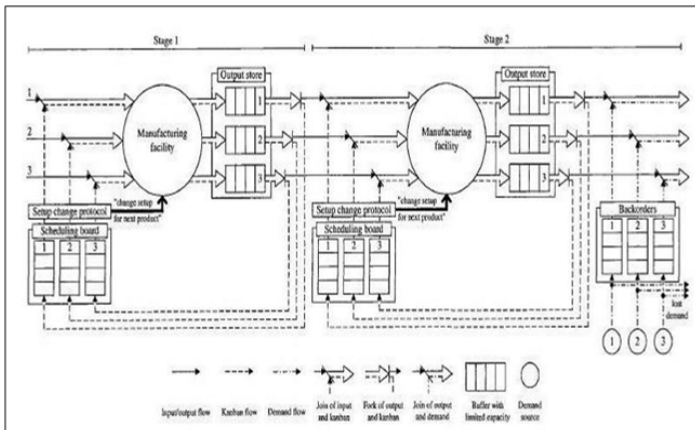 Stage 1
Stage 2
Output store
Output store
1
1
1
Manufacturing
facility
Manufacturing
facility
2
2
2
3
3
3
"change setup
for next product"
"change setup
for next product"
Setup change protocol
Setup change protocol
Scheduling board
Scheduling board
1 2 3
1 2 3
Backorders
1 2 3
lost
demand
1 2 3
Input/output flow
Kanban flow
Demand flow
Join of input
and kanban
Fork of output
and kanban
Join of output
and demand
Buffer with
limited capacity
Demand
source